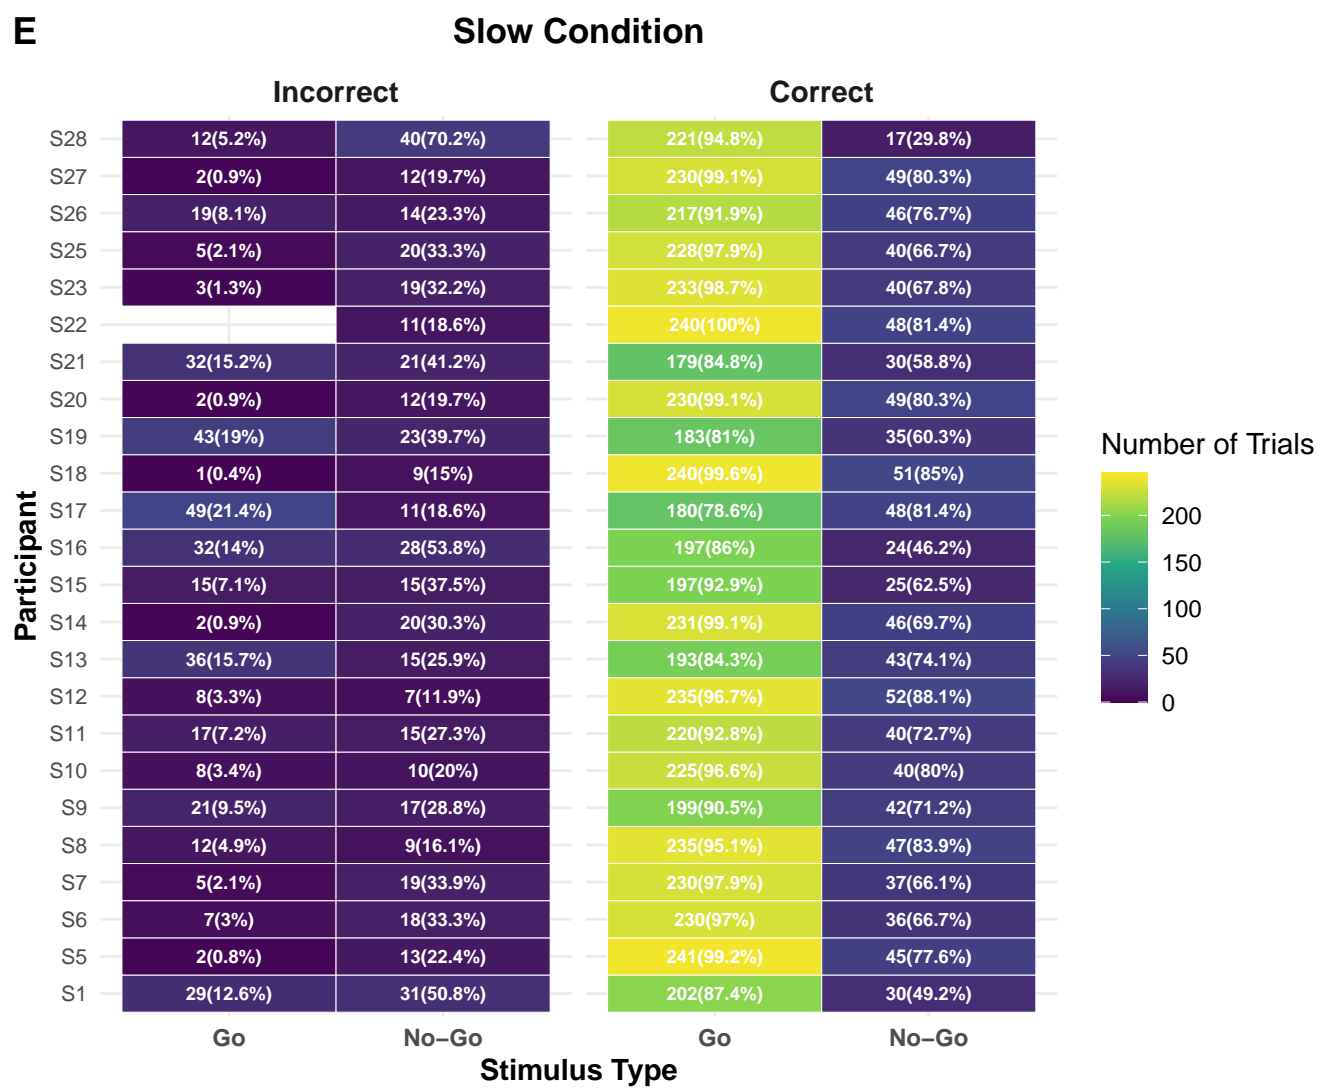 E
Slow Condition
Incorrect Correct
S28 12(5.2%) 40(70.2%) 221(94.8%) 17(29.8%)
S27 2(0.9%) 12(19.7%) 230(99.1%) 49(80.3%)
S26 19(8.1%) 14(23.3%) 217(91.9%) 46(76.7%)
S25 5(2.1%) 20(33.3%) 228(97.9%) 40(66.7%)
S23 3(1.3%) 19(32.2%) 233(98.7%) 40(67.8%)
S22 11(18.6%) 240(100%) 48(81.4%)
S21 32(15.2%) 21(41.2%) 179(84.8%) 30(58.8%)
S20 2(0.9%) 12(19.7%) 230(99.1%) 49(80.3%)
S19 43(19%) 23(39.7%) 183(81%) 35(60.3%)
S18 1(0.4%) 9(15%) 240(99.6%) 51(85%)
S17 49(21.4%) 11(18.6%) 180(78.6%) 48(81.4%)
S16 32(14%) 28(53.8%) 197(86%) 24(46.2%)
S15 15(7.1%) 15(37.5%) 197(92.9%) 25(62.5%)
S14 2(0.9%) 20(30.3%) 231(99.1%) 46(69.7%)
S13 36(15.7%) 15(25.9%) 193(84.3%) 43(74.1%)
S12 8(3.3%) 7(11.9%) 235(96.7%) 52(88.1%)
S11 17(7.2%) 15(27.3%) 220(92.8%) 40(72.7%)
S10 8(3.4%) 10(20%) 225(96.6%) 40(80%)
S9 21(9.5%) 17(28.8%) 199(90.5%) 42(71.2%)
S8 12(4.9%) 9(16.1%) 235(95.1%) 47(83.9%)
S7 5(2.1%) 19(33.9%) 230(97.9%) 37(66.1%)
S6 7(3%) 18(33.3%) 230(97%) 36(66.7%)
S5 2(0.8%) 13(22.4%) 241(99.2%) 45(77.6%)
S1 29(12.6%) 31(50.8%) 202(87.4%) 30(49.2%)
Go No−Go Go No−Go
Stimulus Type
Participant
Number of Trials
200
150
100
50
0